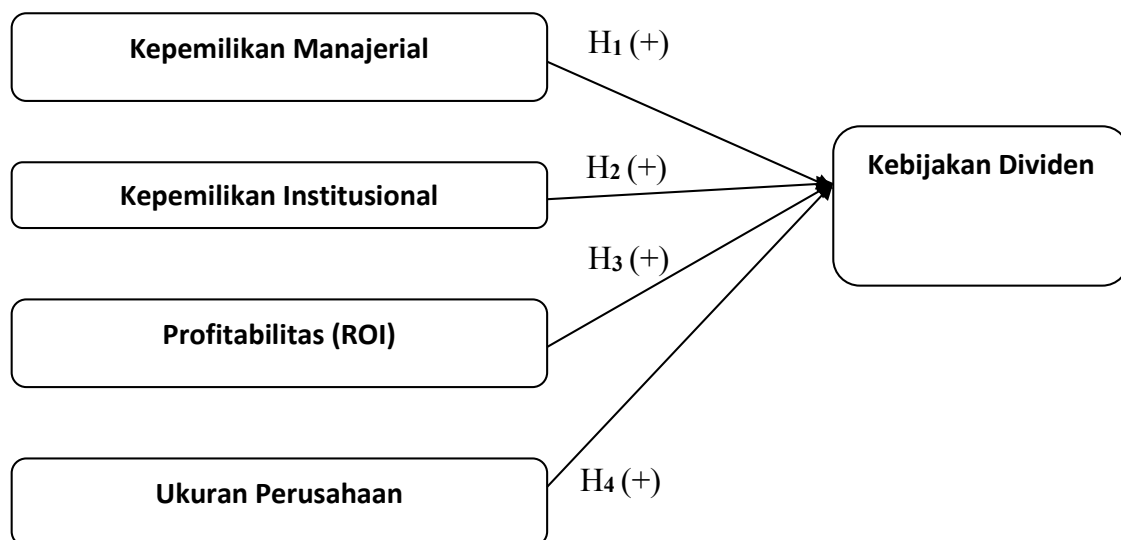 Kepemilikan Manajerial
H1 (+)
Kebijakan Dividen
H2 (+)
Kepemilikan Institusional
H3 (+)
Profitabilitas (ROI)
H4 (+)
Ukuran Perusahaan